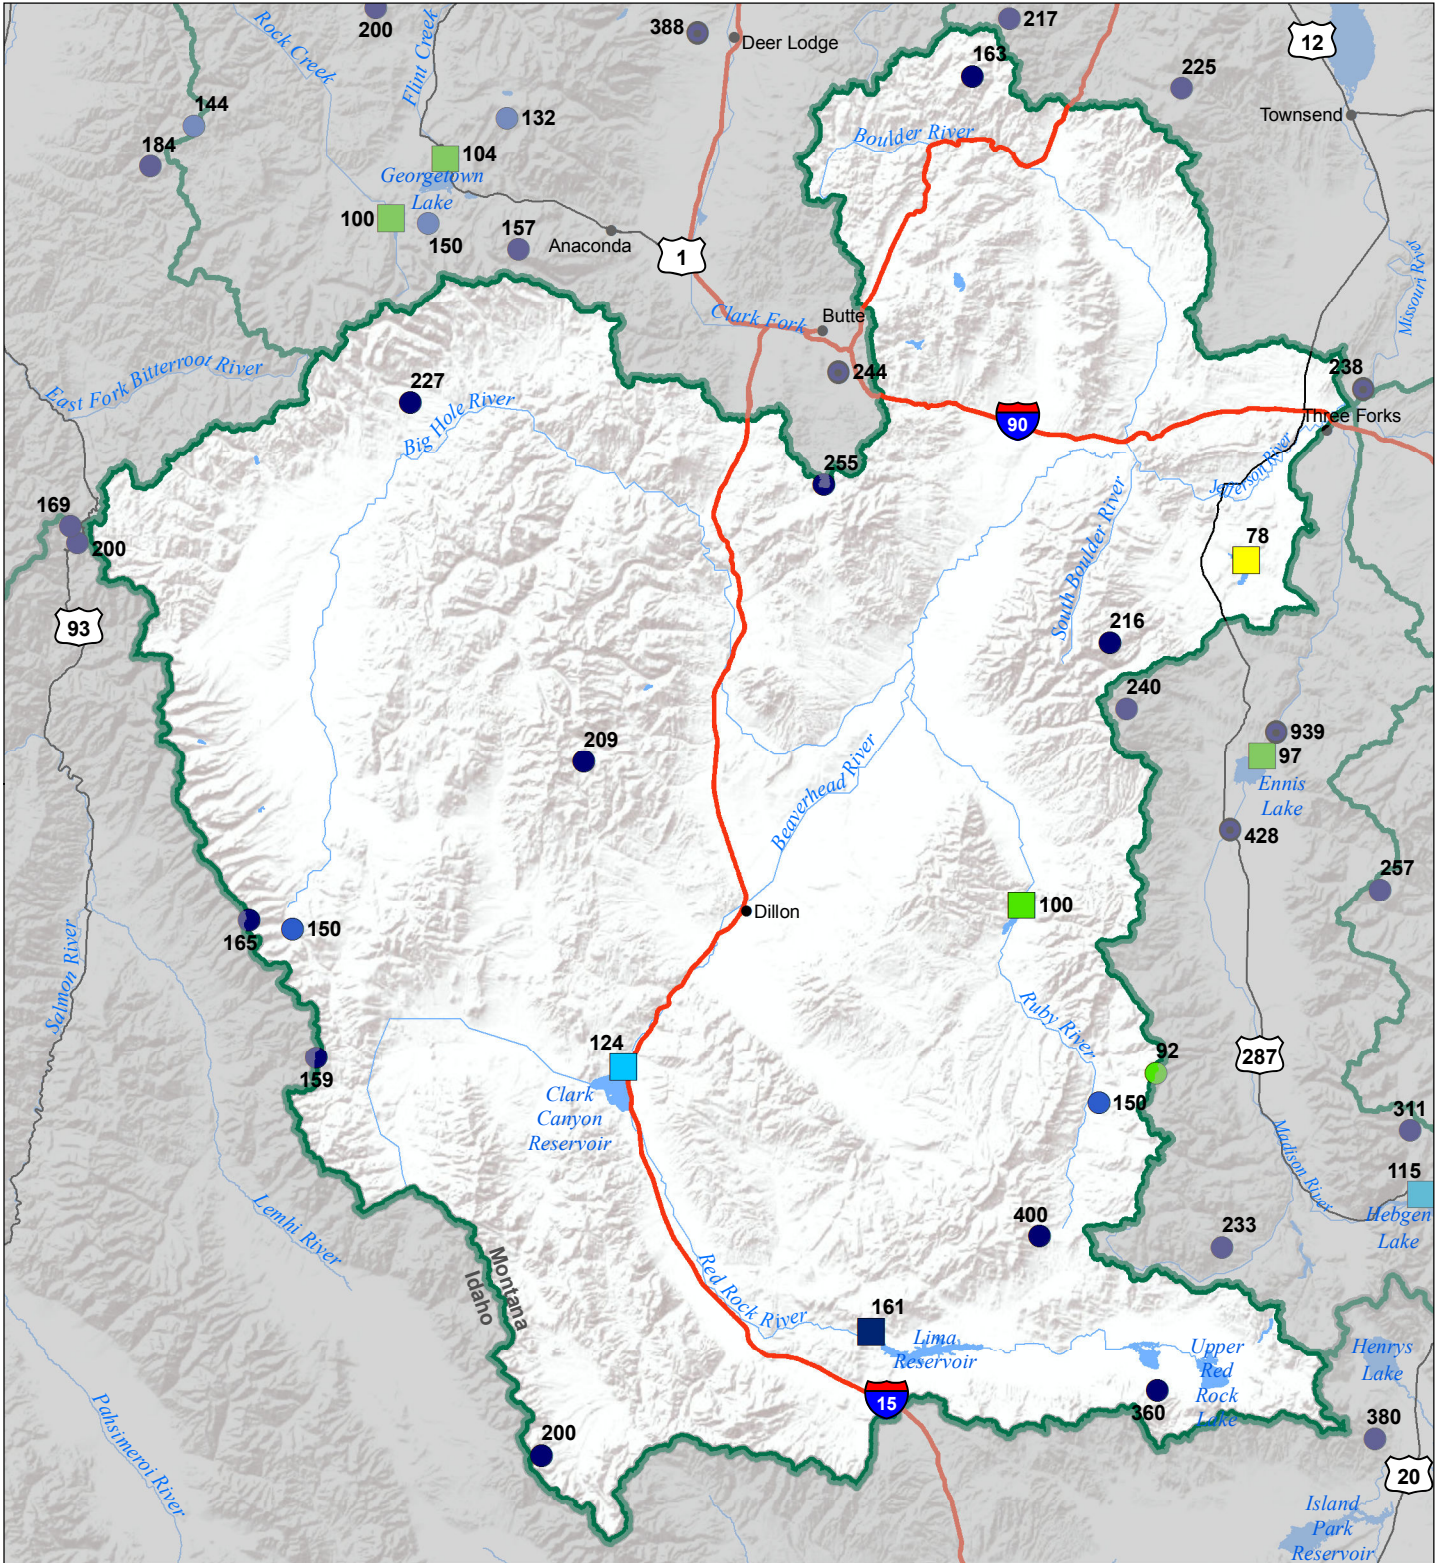 200
Rock Creek
Flint Creek
388
Deer Lodge
217
163
12
225
144
132
Townsend
184
104
Boulder River
Georgetown
Lake
100
150
157
Anaconda
1
Missouri River
Clark Fork
Butte
East Fork Bitterroot River
227
244
238
Big Hole River
90
Three Forks
255
Jefferson River
169
200
South Boulder River
78
93
216
240
209
939
97
Beaverhead River
Ennis
Lake
428
257
Dillon
100
165
150
Salmon River
Ruby River
124
92
287
159
Clark
Canyon
Reservoir
150
311
Madison River
115
Lemhi River
400
233
Hebgen
Lake
Montana
Idaho
Red Rock River
161
Lima
Reservoir
Upper
Red
Rock
Lake
Henrys
Lake
15
360
Pahsimeroi River
200
380
20
Island
Park
Reservoir